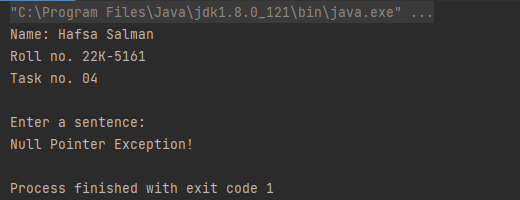 "C:\Program Files\Java\jdk1.8.0_121\bin\java.exe" ...
Name: Hafsa Salman
Roll no. 22K-5161
Task no. 04
Enter a sentence:
Null Pointer Exception!
Process finished with exit code 1